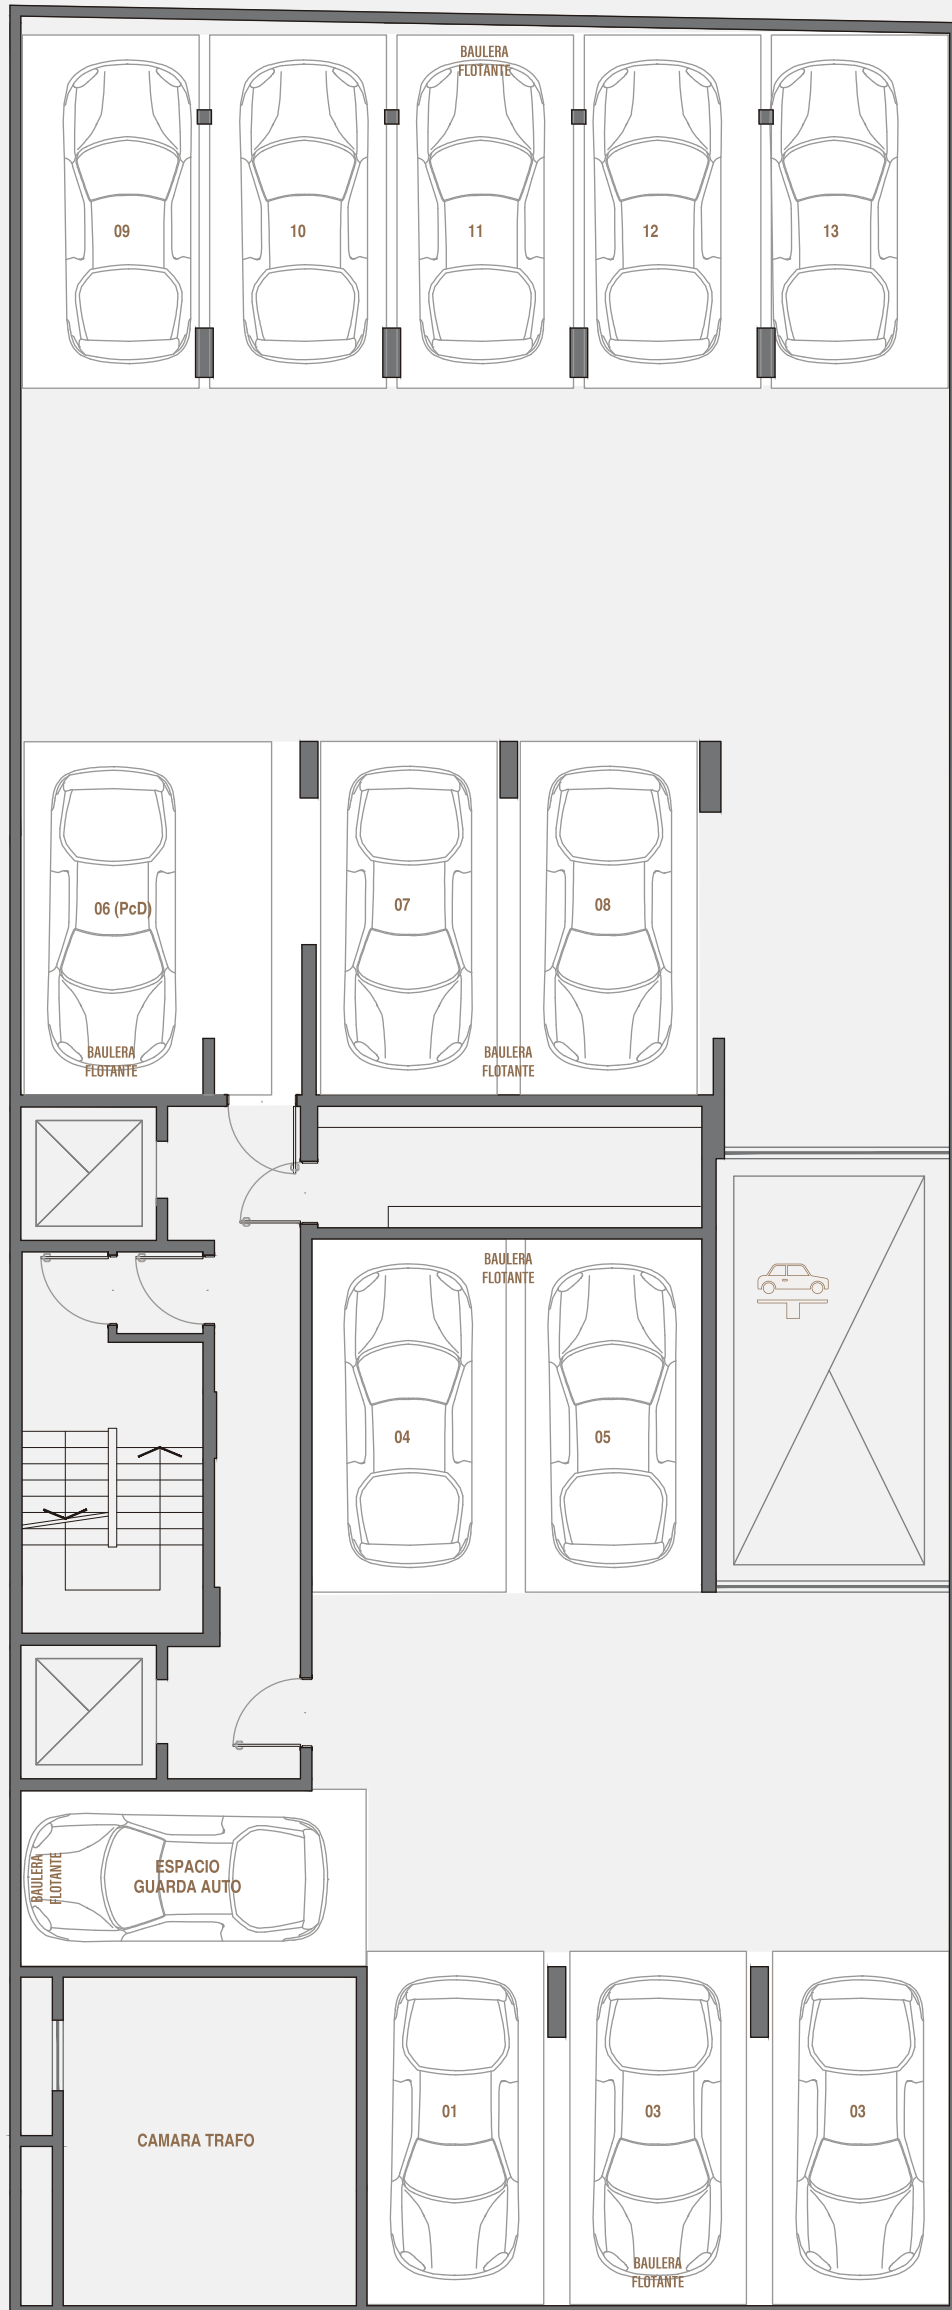 BAULERA
FLOTANTE
09
10
11
12
13
06 (PcD)
07
08
BAULERA
FLOTANTE
BAULERA
FLOTANTE
BAULERA
FLOTANTE
04
05
ESPACIO
GUARDA AUTO
BAULERA
FLOTANTE
01
03
03
CAMARA TRAFO
BAULERA
FLOTANTE